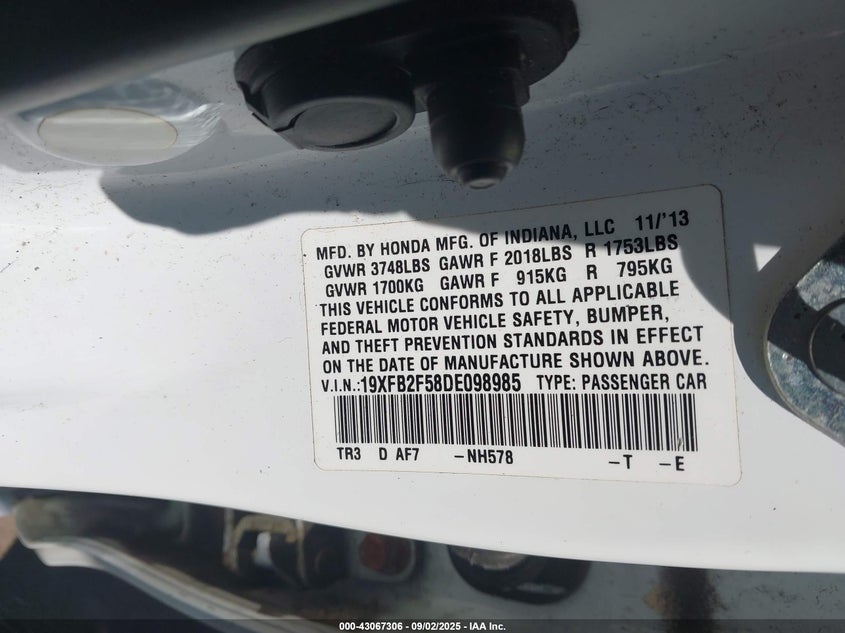 MFD. BY HONDA MFG. OF INDIANA, LLC 11/'13
GVWR 3748LBS GAWR F 2018LBS R 1753LBS
GVWR 1700KG GAWR F 915KG R 795KG
THIS VEHICLE CONFORMS TO ALL APPLICABLE
FEDERAL MOTOR VEHICLE SAFETY, BUMPER,
AND THEFT PREVENTION STANDARDS IN EFFECT
ON THE DATE OF MANUFACTURE SHOWN ABOVE.
V.I.N.:19XFB2F58DE098985 TYPE: PASSENGER CAR
TR3 D AF7 -NH578 -T -E
000-43067306 - 09/02/2025 - IAA Inc.